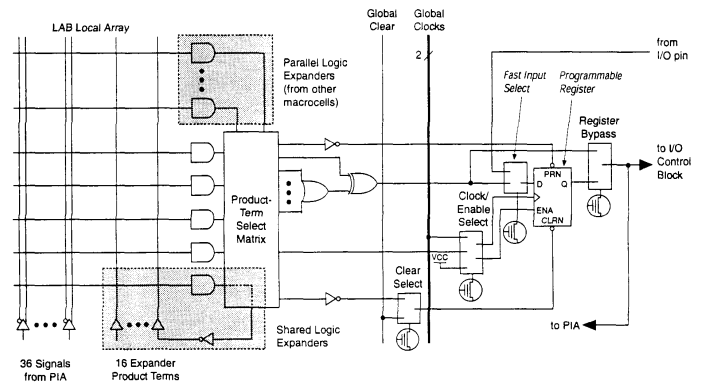 LAB Local Array
Global
Clear
Global
Clocks
2
from
I/O pin
Parallel Logic
Expanders
(from other
macrocells)
Fast Input
Select
Programmable
Register
Register
Bypass
to I/O
Control
Block
PRN
D
Q
ENA
CLRN
Product-
Term
Select
Matrix
Clock/
Enable
Select
VCC
Clear
Select
Shared Logic
Expanders
to PIA
36 Signals
from PIA
16 Expander
Product Terms